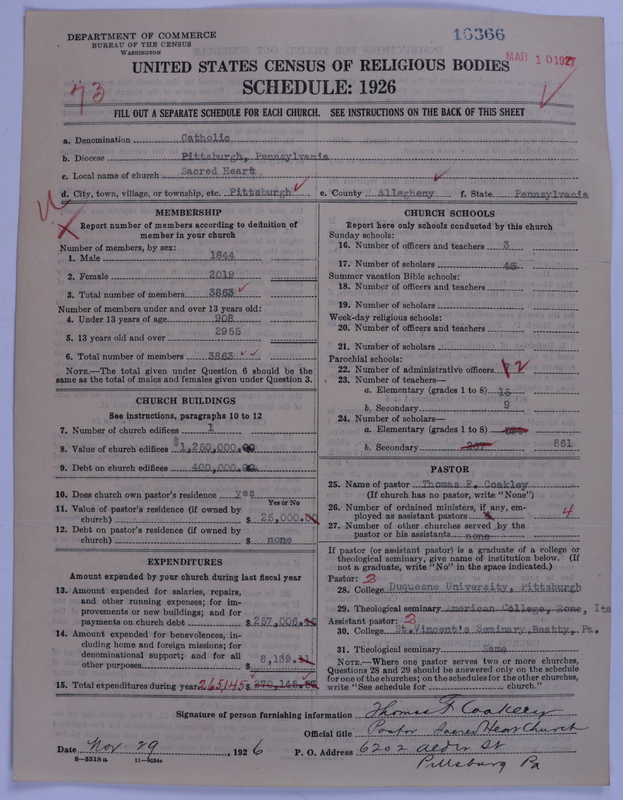 DEPARTMENT OF COMMERCE
BUREAU OF THE CENSUS
WASHINGTON
16366
MAR 10 1927
UNITED STATES CENSUS OF RELIGIOUS BODIES
SCHEDULE: 1926
73
FILL OUT A SEPARATE SCHEDULE FOR EACH CHURCH. SEE INSTRUCTIONS ON THE BACK OF THIS SHEET
a. Denomination Catholic
b. Diocese Pittsburgh, Pennsylvania
c. Local name of church Sacred Heart
d. City, town, village, or township, etc. Pittsburgh e. County Allegheny f. State Pennsylvania
MEMBERSHIP
Report number of members according to definition of
member in your church
Number of members, by sex:
1. Male 1844
2. Female 2019
3. Total number of members 3863
Number of members under and over 13 years old:
4. Under 13 years of age 908
5. 13 years old and over 2955
6. Total number of members 3863
NOTE.—The total given under Question 6 should be the
same as the total of males and females given under Question 3.
CHURCH BUILDINGS
See instructions, paragraphs 10 to 12
7. Number of church edifices 1
8. Value of church edifices $1,250,000.00
9. Debt on church edifices 400,000.00
10. Does church own pastor's residence? yes
Yes or No
11. Value of pastor's residence (if owned by
church) $ 25,000.00
12. Debt on pastor's residence (if owned by
church) $ none
EXPENDITURES
Amount expended by your church during last fiscal year
13. Amount expended for salaries, repairs,
and other running expenses; for im-
provements or new buildings; and for
payments on church debt $ 257,006.
14. Amount expended for benevolences, in-
cluding home and foreign missions; for
denominational support; and for all
other purposes $ 8,139.
15. Total expenditures during year 265145 $
CHURCH SCHOOLS
Report here only schools conducted by this church
Sunday schools:
16. Number of officers and teachers 3
17. Number of scholars 45
Summer vacation Bible schools:
18. Number of officers and teachers
19. Number of scholars
Week-day religious schools:
20. Number of officers and teachers
21. Number of scholars
Parochial schools:
22. Number of administrative officers 2
23. Number of teachers—
a. Elementary (grades 1 to 8) 15
b. Secondary 9
24. Number of scholars—
a. Elementary (grades 1 to 8)
b. Secondary 861
PASTOR
25. Name of pastor Thomas F. Coakley
(If church has no pastor, write "None")
26. Number of ordained ministers, if any, em-
ployed as assistant pastors 4
27. Number of other churches served by the
pastor or his assistants none
If pastor (or assistant pastor) is a graduate of a college or
theological seminary, give name of institution below. (If
not a graduate, write "No" in the space indicated.)
Pastor: 2
28. College Duquesne University, Pittsburgh
29. Theological seminary American College, Rome, Ita
Assistant pastor: 2
30. College St. Vincent's Seminary, Beatty, Pa.
31. Theological seminary Same
NOTE.—Where one pastor serves two or more churches,
Questions 28 and 29 should be answered only on the schedule
for one of the churches; on the schedules for the other churches,
write "See schedule for church."
Signature of person furnishing information Thomas F Coakley
Official title Pastor Sacred Heart Church
Date Nov. 29, 1926 P. O. Address 6202 Alder St
Pittsburg Pa
8-5318a